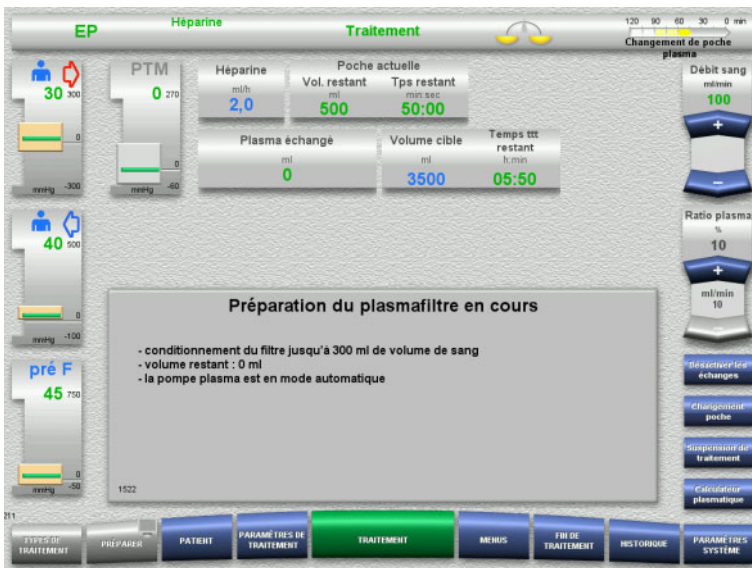 EP
Héparine
Traitement
120 90 60 30 0 min
Changement de poche
plasma
30 300
0
mmHg -300
PTM
0 270
0
mmHg -60
Héparine
ml/h
2,0
Poche actuelle
Vol. restant Tps restant
ml min:sec
500 50:00
Plasma échangé
ml
0
Volume cible
ml
3500
Temps ttt
restant
h:min
05:50
Débit sang
ml/min
100
+
–
40 500
0
mmHg -100
Ratio plasma
%
10
+
ml/min
10
–
pré F
45 750
0
mmHg -50
Préparation du plasmafiltre en cours
- conditionnement du filtre jusqu'à 300 ml de volume de sang
- volume restant : 0 ml
- la pompe plasma est en mode automatique
1522
Désactiver les
échanges
Changement
poche
Suspension de
traitement
Calculateur
plasmatique
211
TYPES DE
TRAITEMENT
PRÉPARER
PATIENT
PARAMÈTRES DE
TRAITEMENT
TRAITEMENT
MENUS
FIN DE
TRAITEMENT
HISTORIQUE
PARAMÈTRES
SYSTÈME